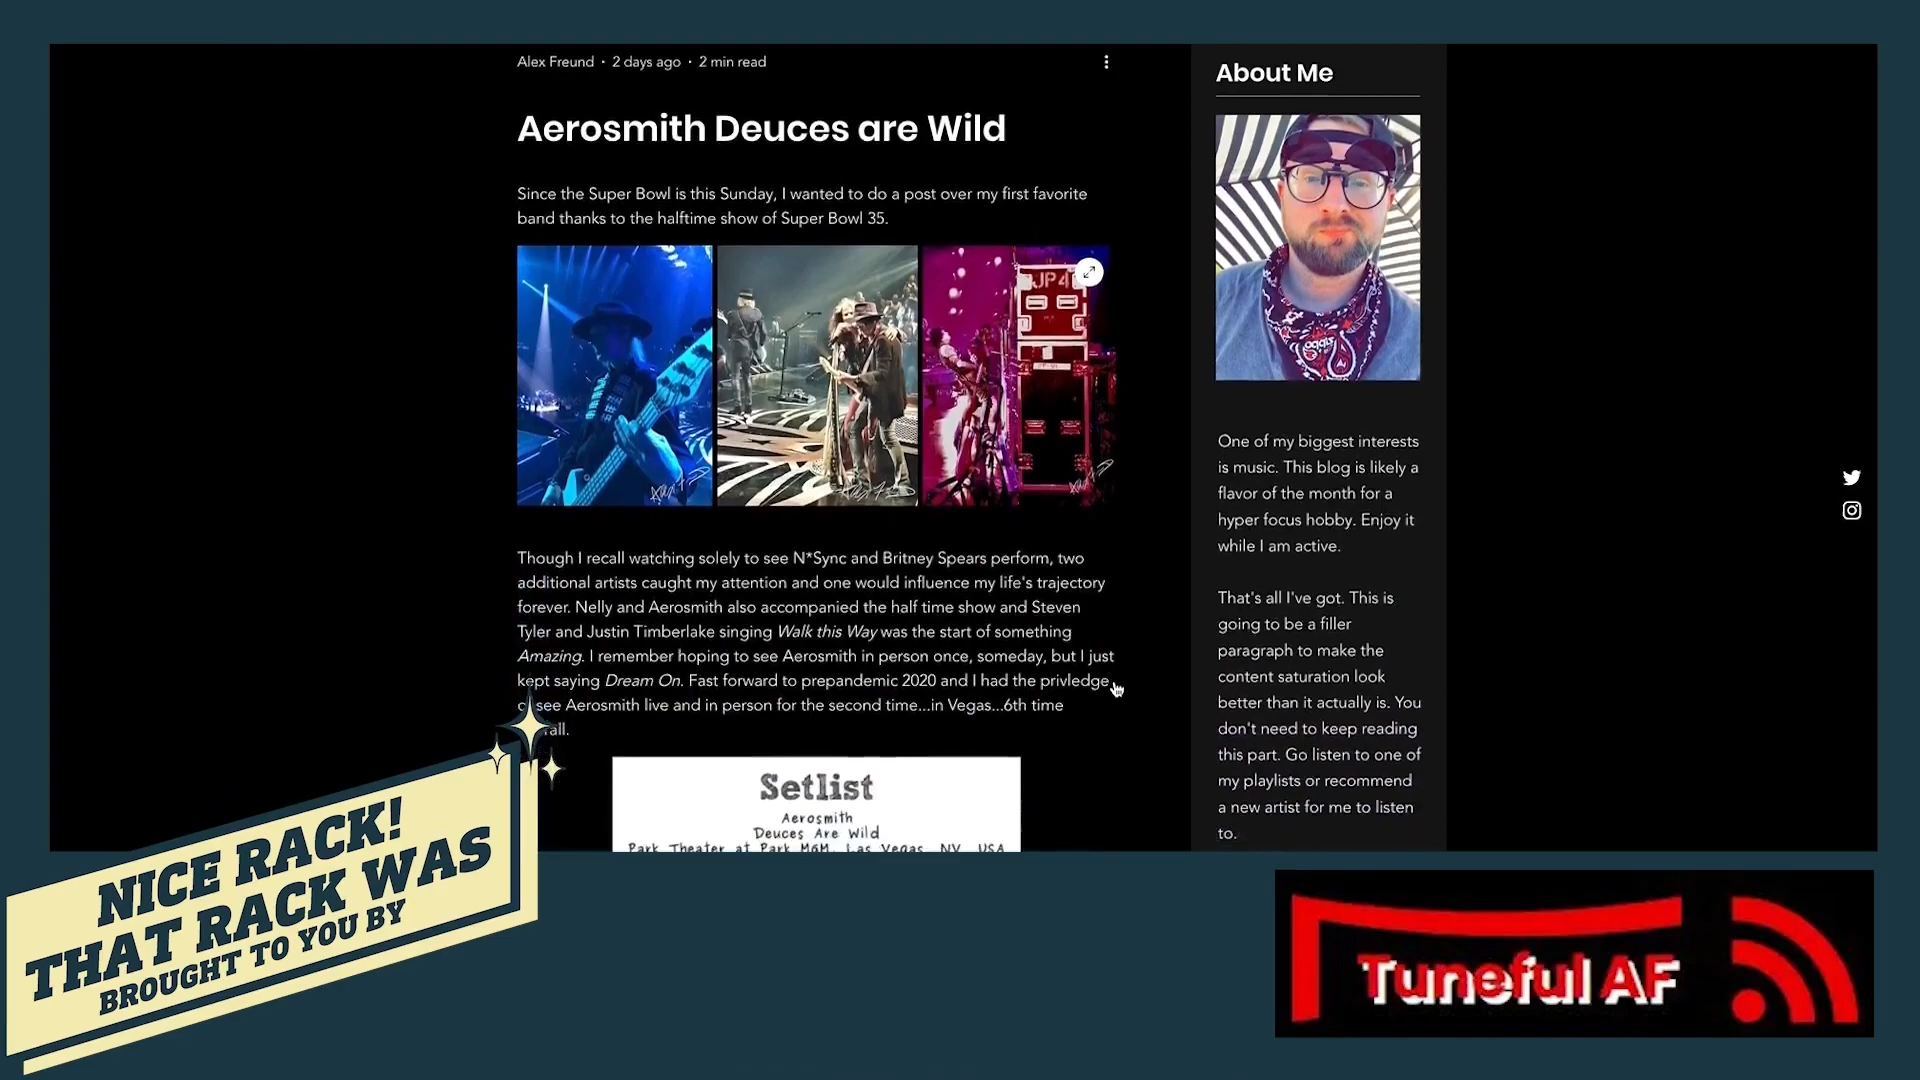 Alex Freund · 2 days ago · 2 min read
Aerosmith Deuces are Wild
Since the Super Bowl is this Sunday, I wanted to do a post over my first favorite
band thanks to the halftime show of Super Bowl 35.
JP4
Though I recall watching solely to see N*Sync and Britney Spears perform, two
additional artists caught my attention and one would influence my life's trajectory
forever. Nelly and Aerosmith also accompanied the half time show and Steven
Tyler and Justin Timberlake singing Walk this Way was the start of something
Amazing. I remember hoping to see Aerosmith in person once, someday, but I just
kept saying Dream On. Fast forward to prepandemic 2020 and I had the privledge
see Aerosmith live and in person for the second time...in Vegas...6th time
Setlist
Aerosmith
Deuces Are Wild
Park Theater at Park MGM, Las Vegas, NV, USA
About Me
One of my biggest interests
is music. This blog is likely a
flavor of the month for a
hyper focus hobby. Enjoy it
while I am active.
That's all I've got. This is
going to be a filler
paragraph to make the
content saturation look
better than it actually is. You
don't need to keep reading
this part. Go listen to one of
my playlists or recommend
a new artist for me to listen
to.
NICE RACK!
THAT RACK WAS
BROUGHT TO YOU BY
Tuneful AF